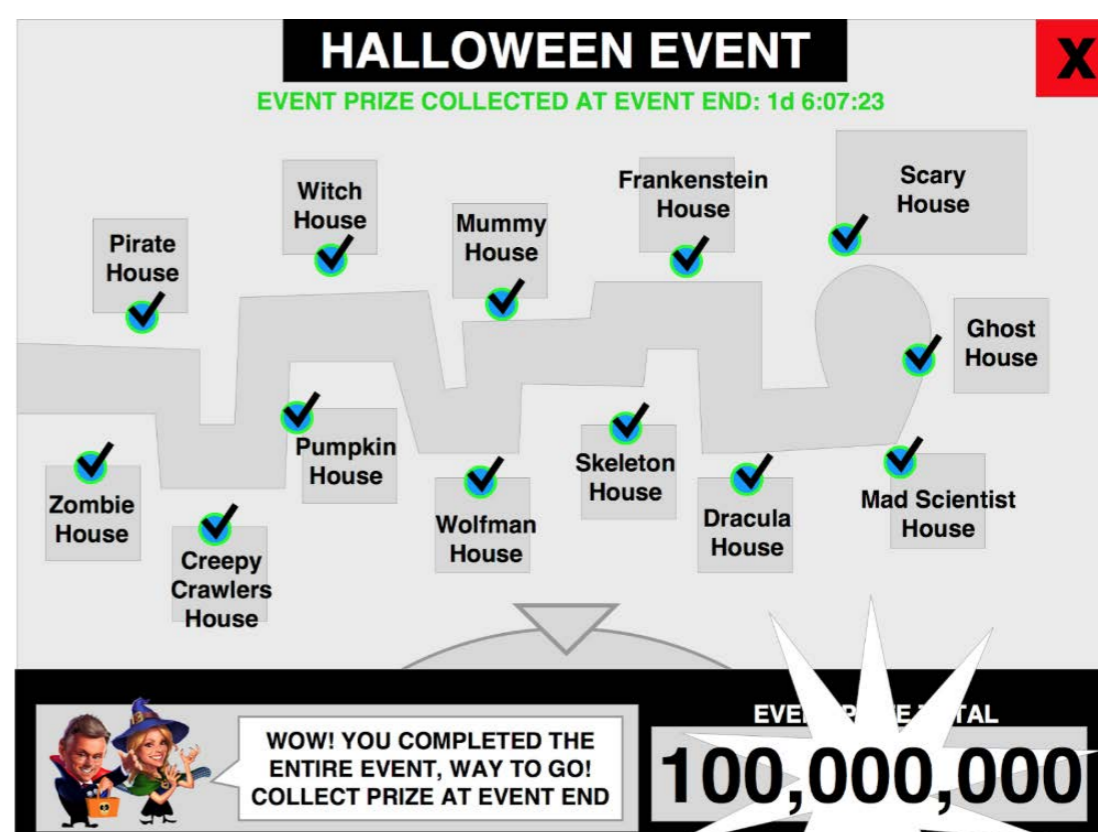 HALLOWEEN EVENT
X
EVENT PRIZE COLLECTED AT EVENT END: 1d 6:07:23
Pirate
House
Witch
House
Mummy
House
Frankenstein
House
Scary
House
Ghost
House
Zombie
House
Creepy
Crawlers
House
Pumpkin
House
Wolfman
House
Skeleton
House
Dracula
House
Mad Scientist
House
WOW! YOU COMPLETED THE
ENTIRE EVENT, WAY TO GO!
COLLECT PRIZE AT EVENT END
100,000,000